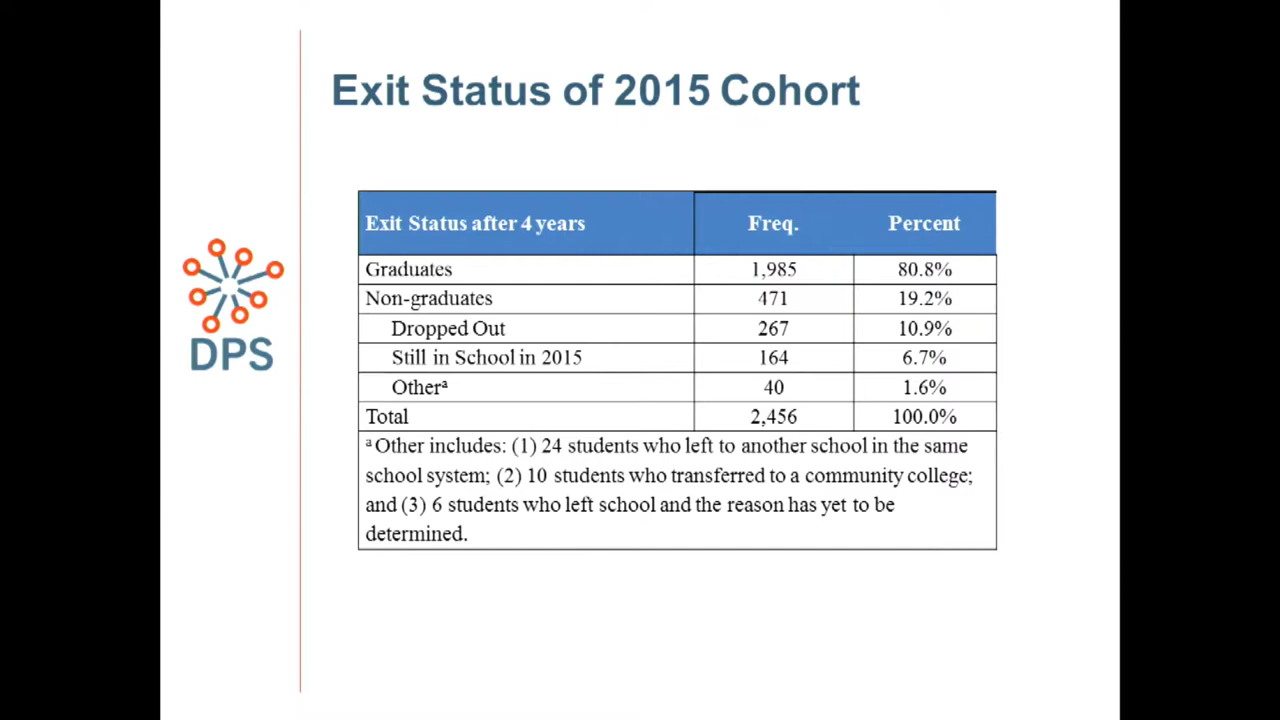 Exit Status of 2015 Cohort
DPS
Exit Status after 4 years Freq. Percent
Graduates 1,985 80.8%
Non-graduates 471 19.2%
Dropped Out 267 10.9%
Still in School in 2015 164 6.7%
Otherᵃ 40 1.6%
Total 2,456 100.0%
ᵃ Other includes: (1) 24 students who left to another school in the same
school system; (2) 10 students who transferred to a community college;
and (3) 6 students who left school and the reason has yet to be
determined.